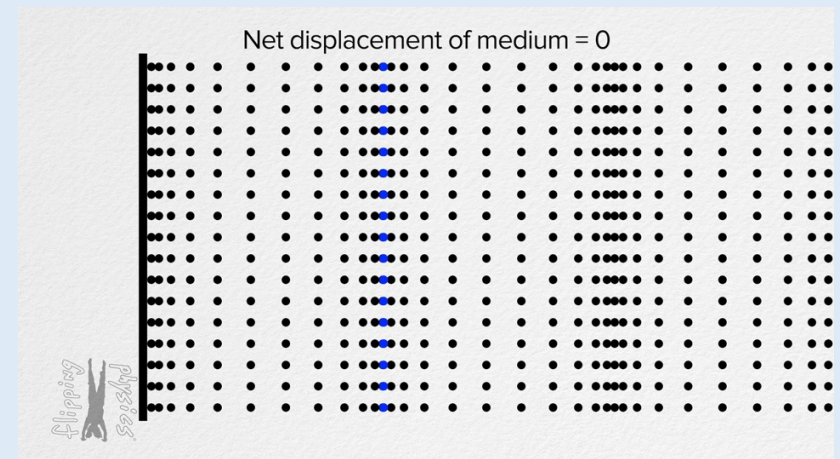 Net displacement of medium = 0
flipping
physics